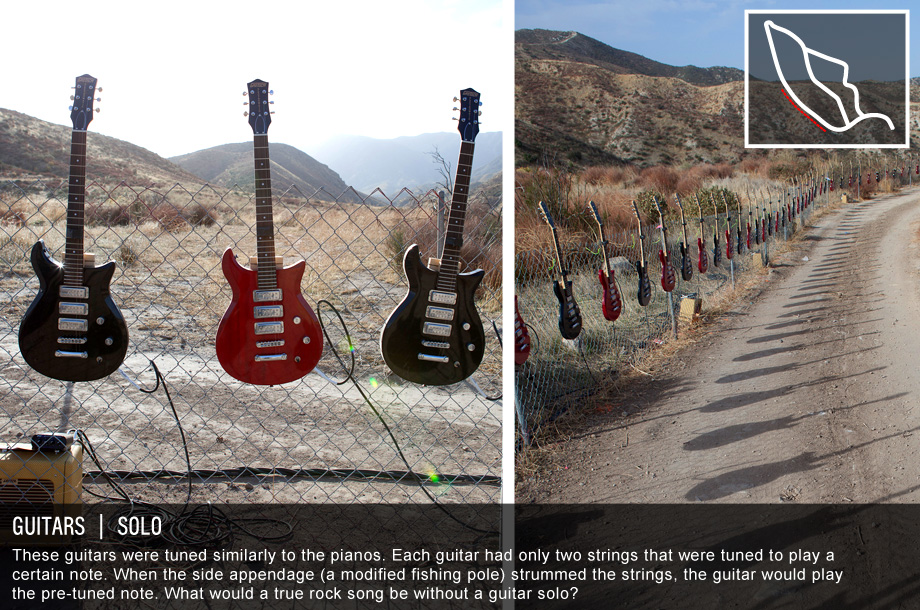 GUITARS | SOLO
These guitars were tuned similarly to the pianos. Each guitar had only two strings that were tuned to play a
certain note. When the side appendage (a modified fishing pole) strummed the strings, the guitar would play
the pre-tuned note. What would a true rock song be without a guitar solo?